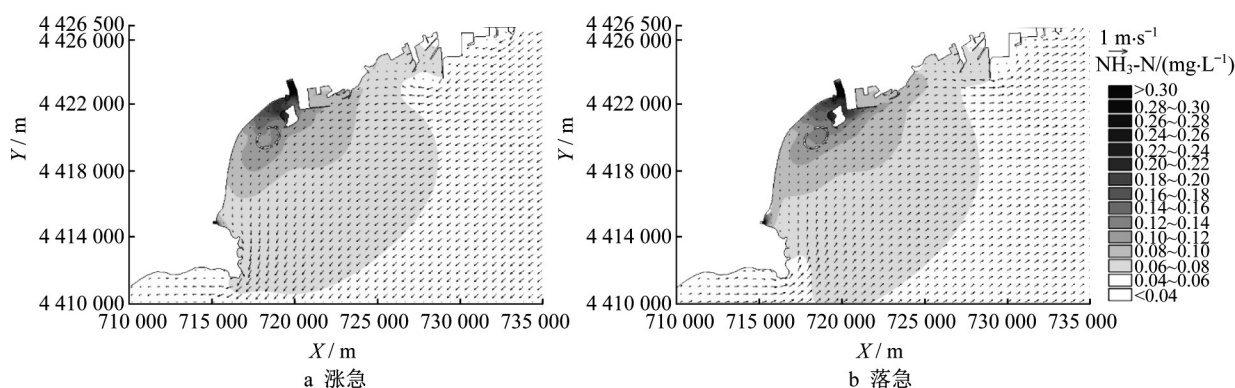 4 426 500
4 426 000
4 422 000
4 418 000
4 414 000
4 410 000
Y / m
710 000 715 000 720 000 725 000 730 000 735 000
X / m
a 涨急
4 426 500
4 426 000
4 422 000
4 418 000
4 414 000
4 410 000
Y / m
710 000 715 000 720 000 725 000 730 000 735 000
X / m
b 落急
1 m·s⁻¹
NH₃-N/(mg·L⁻¹)
>0.30
0.28~0.30
0.26~0.28
0.24~0.26
0.22~0.24
0.20~0.22
0.18~0.20
0.16~0.18
0.14~0.16
0.12~0.14
0.10~0.12
0.08~0.10
0.06~0.08
0.04~0.06
<0.04